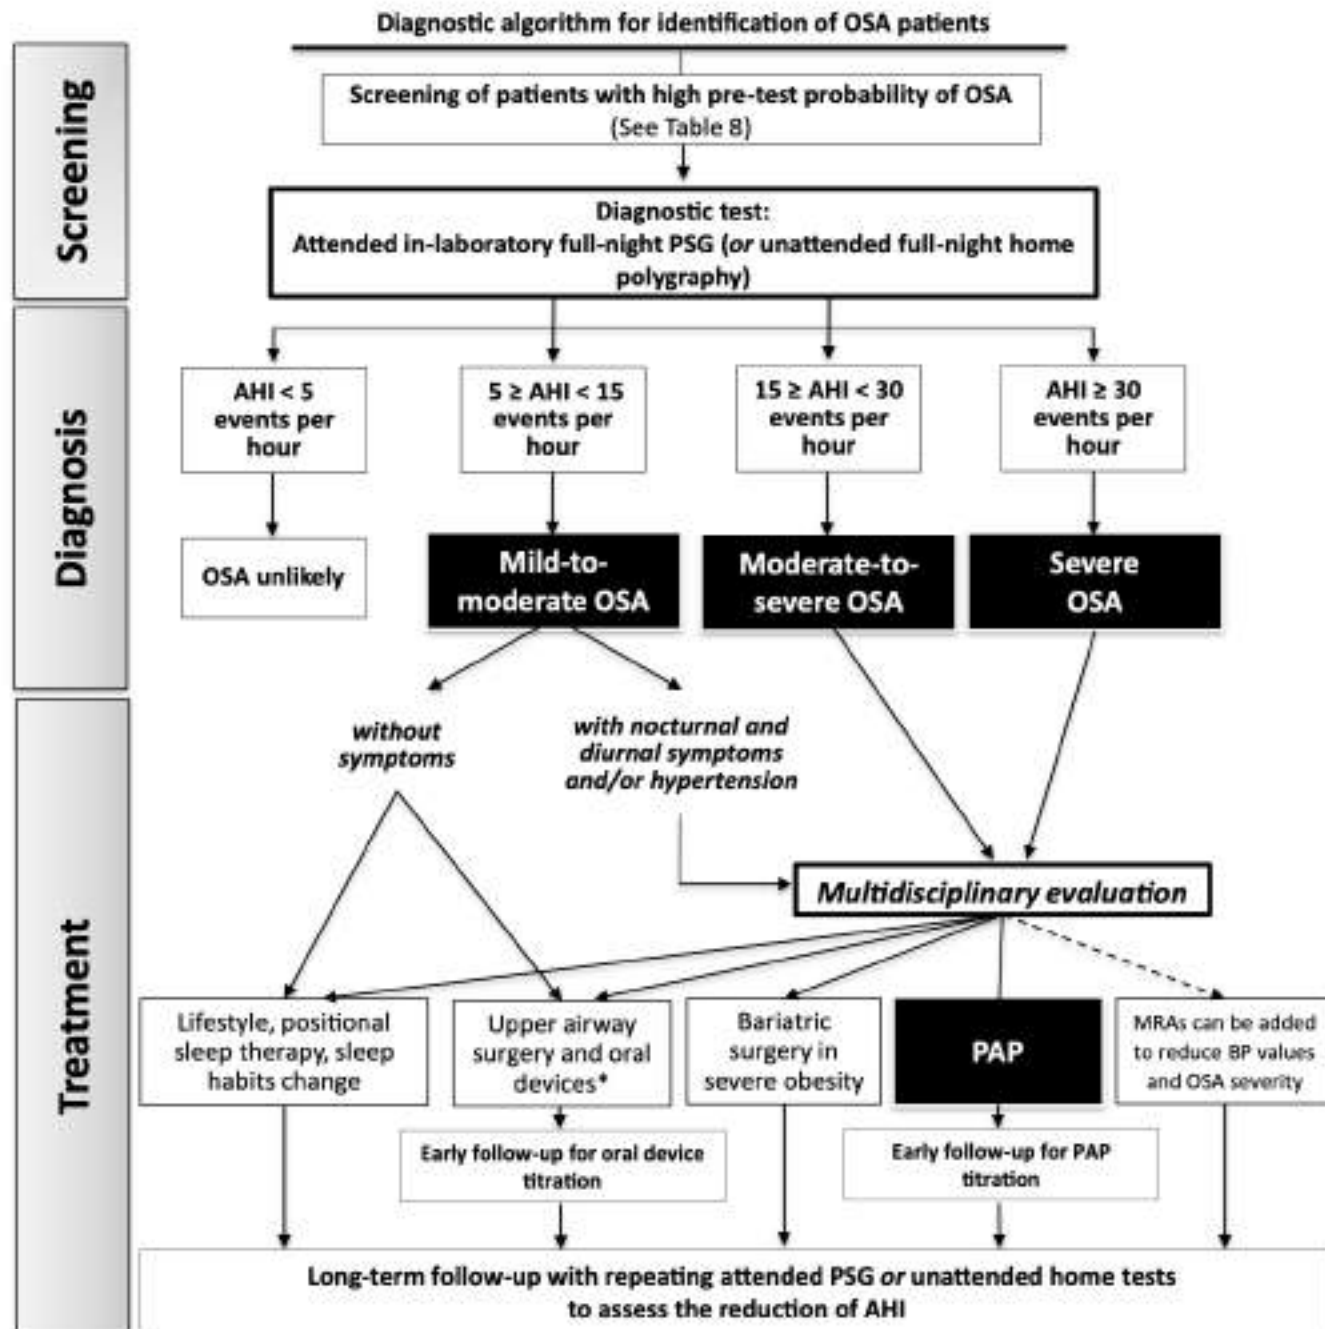 Diagnostic algorithm for identification of OSA patients
Screening
Screening of patients with high pre-test probability of OSA
(See Table 8)
Diagnostic test:
Attended in-laboratory full-night PSG (or unattended full-night home
polygraphy)
Diagnosis
AHI < 5
events per
hour
5 ≥ AHI < 15
events per
hour
15 ≥ AHI < 30
events per
hour
AHI ≥ 30
events per
hour
OSA unlikely
Mild-to-
moderate OSA
Moderate-to-
severe OSA
Severe
OSA
Treatment
without
symptoms
with nocturnal and
diurnal symptoms
and/or hypertension
Multidisciplinary evaluation
Lifestyle, positional
sleep therapy, sleep
habits change
Upper airway
surgery and oral
devices*
Bariatric
surgery in
severe obesity
PAP
MRAs can be added
to reduce BP values
and OSA severity
Early follow-up for oral device
titration
Early follow-up for PAP
titration
Long-term follow-up with repeating attended PSG or unattended home tests
to assess the reduction of AHI